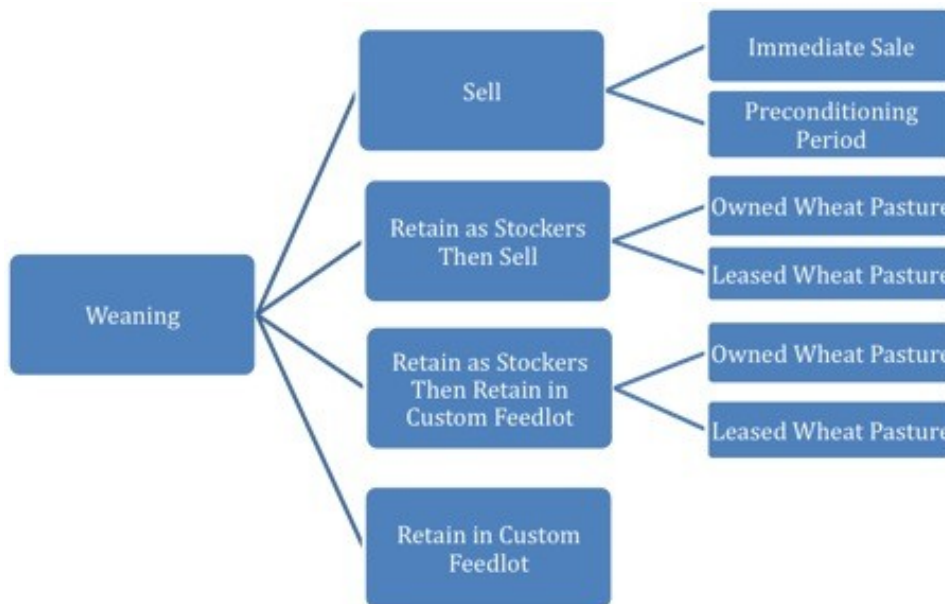 Weaning
Sell
Immediate Sale
Preconditioning
Period
Retain as Stockers
Then Sell
Owned Wheat Pasture
Leased Wheat Pasture
Retain as Stockers
Then Retain in
Custom Feedlot
Owned Wheat Pasture
Leased Wheat Pasture
Retain in Custom
Feedlot